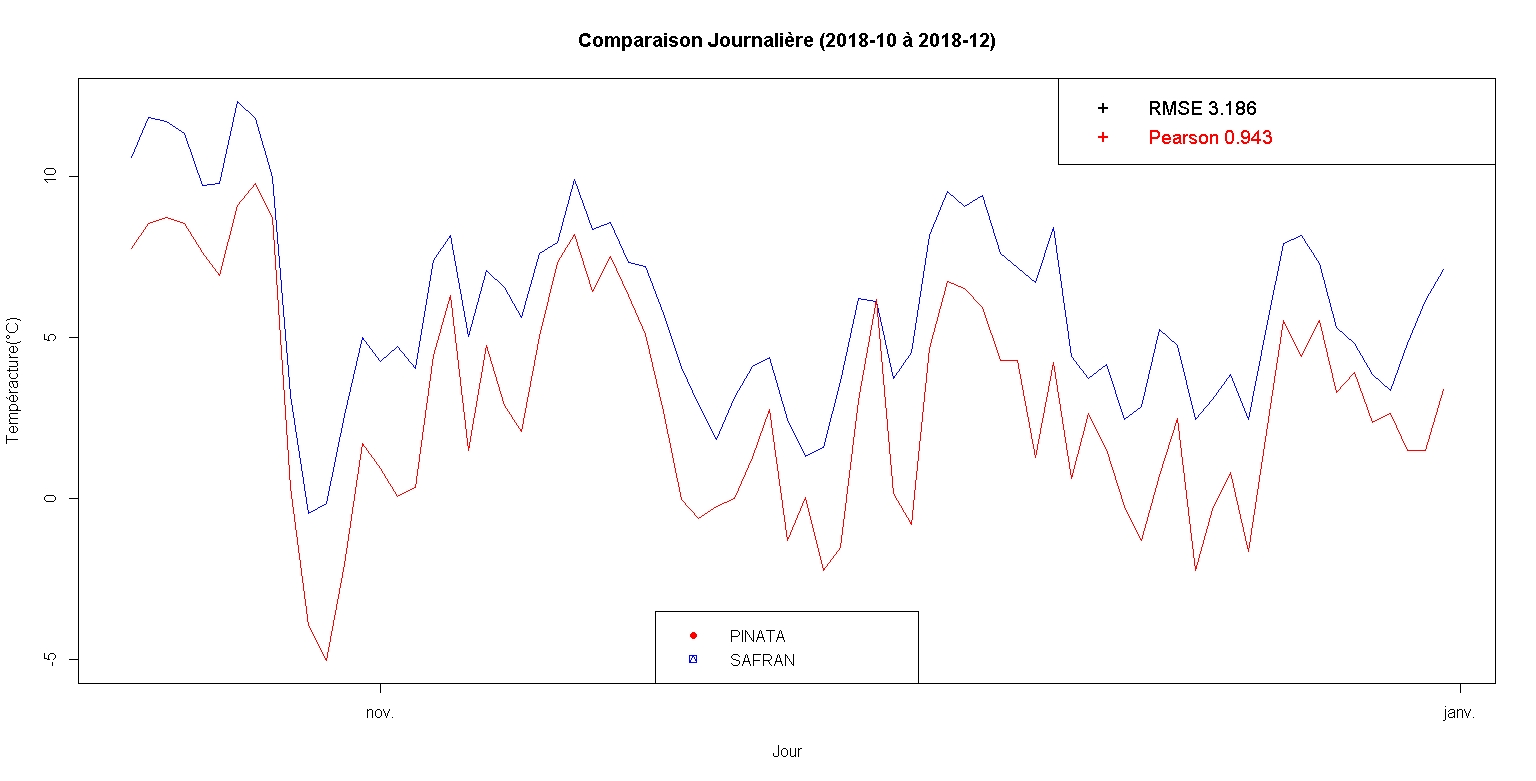 Comparaison Journalière (2018-10 à 2018-12)
+ RMSE 3.186
+ Pearson 0.943
10
5
0
-5
Tempéracture(°C)
PINATA
SAFRAN
nov.
janv.
Jour